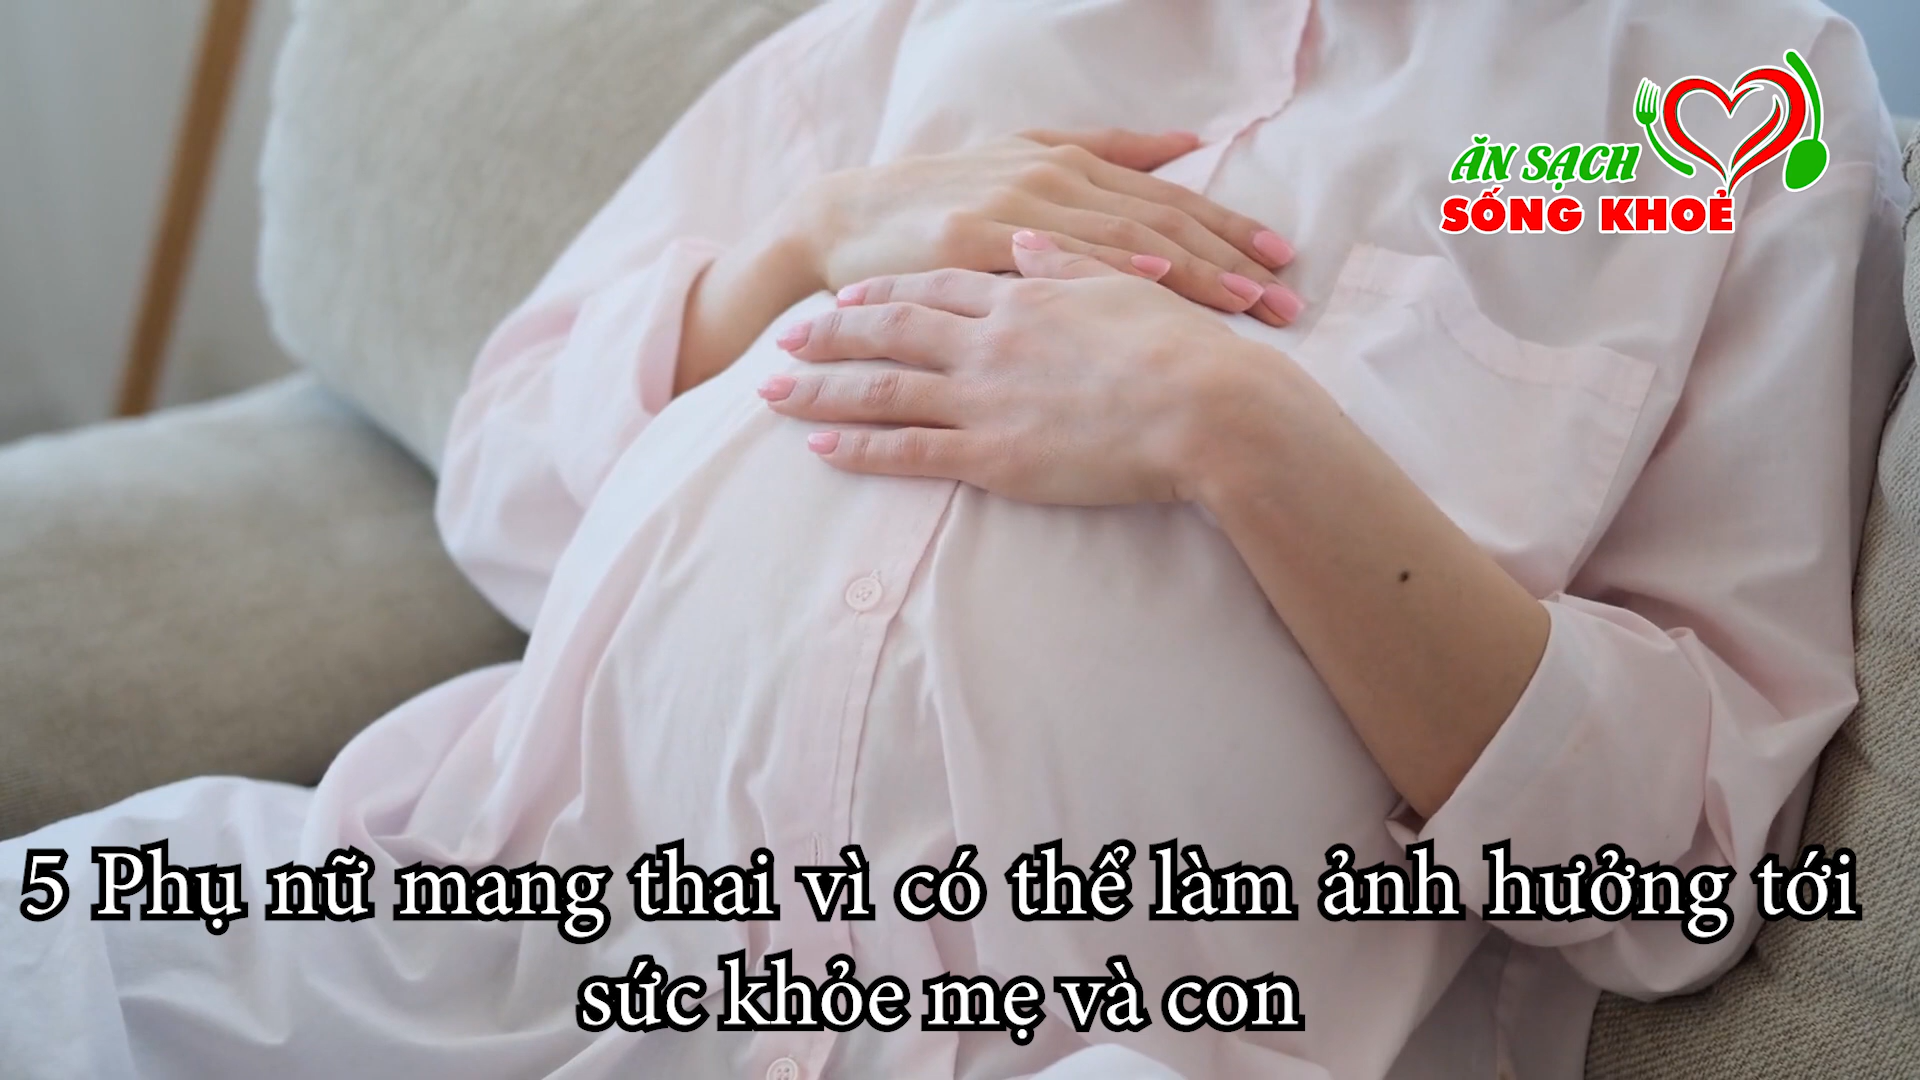 ĂN SẠCH
SỐNG KHOẺ
5 Phụ nữ mang thai vì có thể làm ảnh hưởng tới
sức khỏe mẹ và con